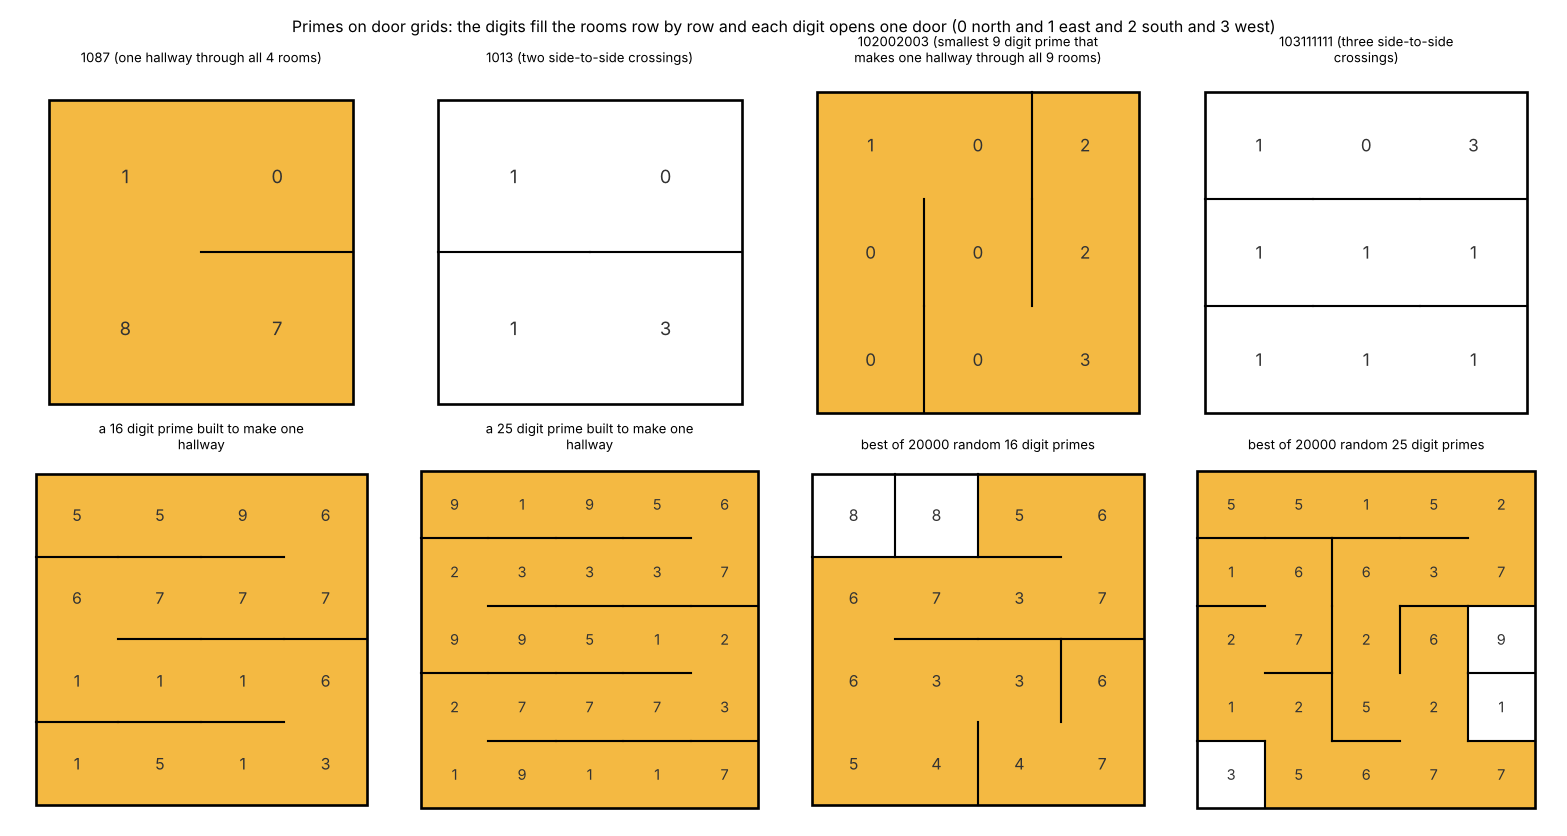 Primes on door grids: the digits fill the rooms row by row and each digit opens one door (0 north and 1 east and 2 south and 3 west)
1087 (one hallway through all 4 rooms)
1 0
8 7
1013 (two side-to-side crossings)
1 0
1 3
102002003 (smallest 9 digit prime that
makes one hallway through all 9 rooms)
1 0 2
0 0 2
0 0 3
103111111 (three side-to-side
crossings)
1 0 3
1 1 1
1 1 1
a 16 digit prime built to make one
hallway
5 5 9 6
6 7 7 7
1 1 1 6
1 5 1 3
a 25 digit prime built to make one
hallway
9 1 9 5 6
2 3 3 3 7
9 9 5 1 2
2 7 7 7 3
1 9 1 1 7
best of 20000 random 16 digit primes
8 8 5 6
6 7 3 7
6 3 3 6
5 4 4 7
best of 20000 random 25 digit primes
5 5 1 5 2
1 6 6 3 7
2 7 2 6 9
1 2 5 2 1
3 5 6 7 7